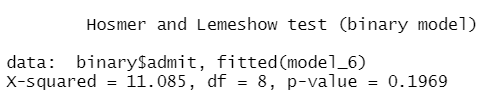 Hosmer and Lemeshow test (binary model)
data:  binary$admit, fitted(model_6)
X-squared = 11.085, df = 8, p-value = 0.1969